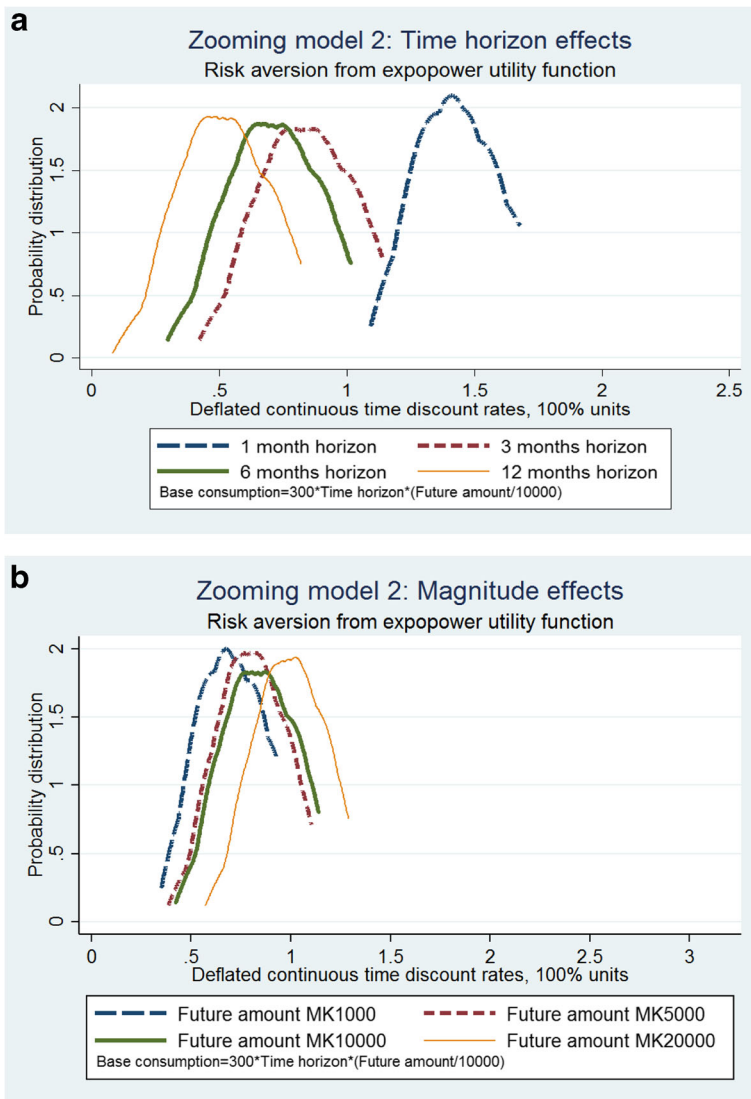 a
Zooming model 2: Time horizon effects
Risk aversion from expopower utility function
Probability distribution
2
1.5
1
.5
0
0 .5 1 1.5 2 2.5
Deflated continuous time discount rates, 100% units
1 month horizon 3 months horizon
6 months horizon 12 months horizon
Base consumption=300*Time horizon*(Future amount/10000)
b
Zooming model 2: Magnitude effects
Risk aversion from expopower utility function
Probability distribution
2
1.5
1
.5
0
0 .5 1 1.5 2 2.5 3
Deflated continuous time discount rates, 100% units
Future amount MK1000 Future amount MK5000
Future amount MK10000 Future amount MK20000
Base consumption=300*Time horizon*(Future amount/10000)